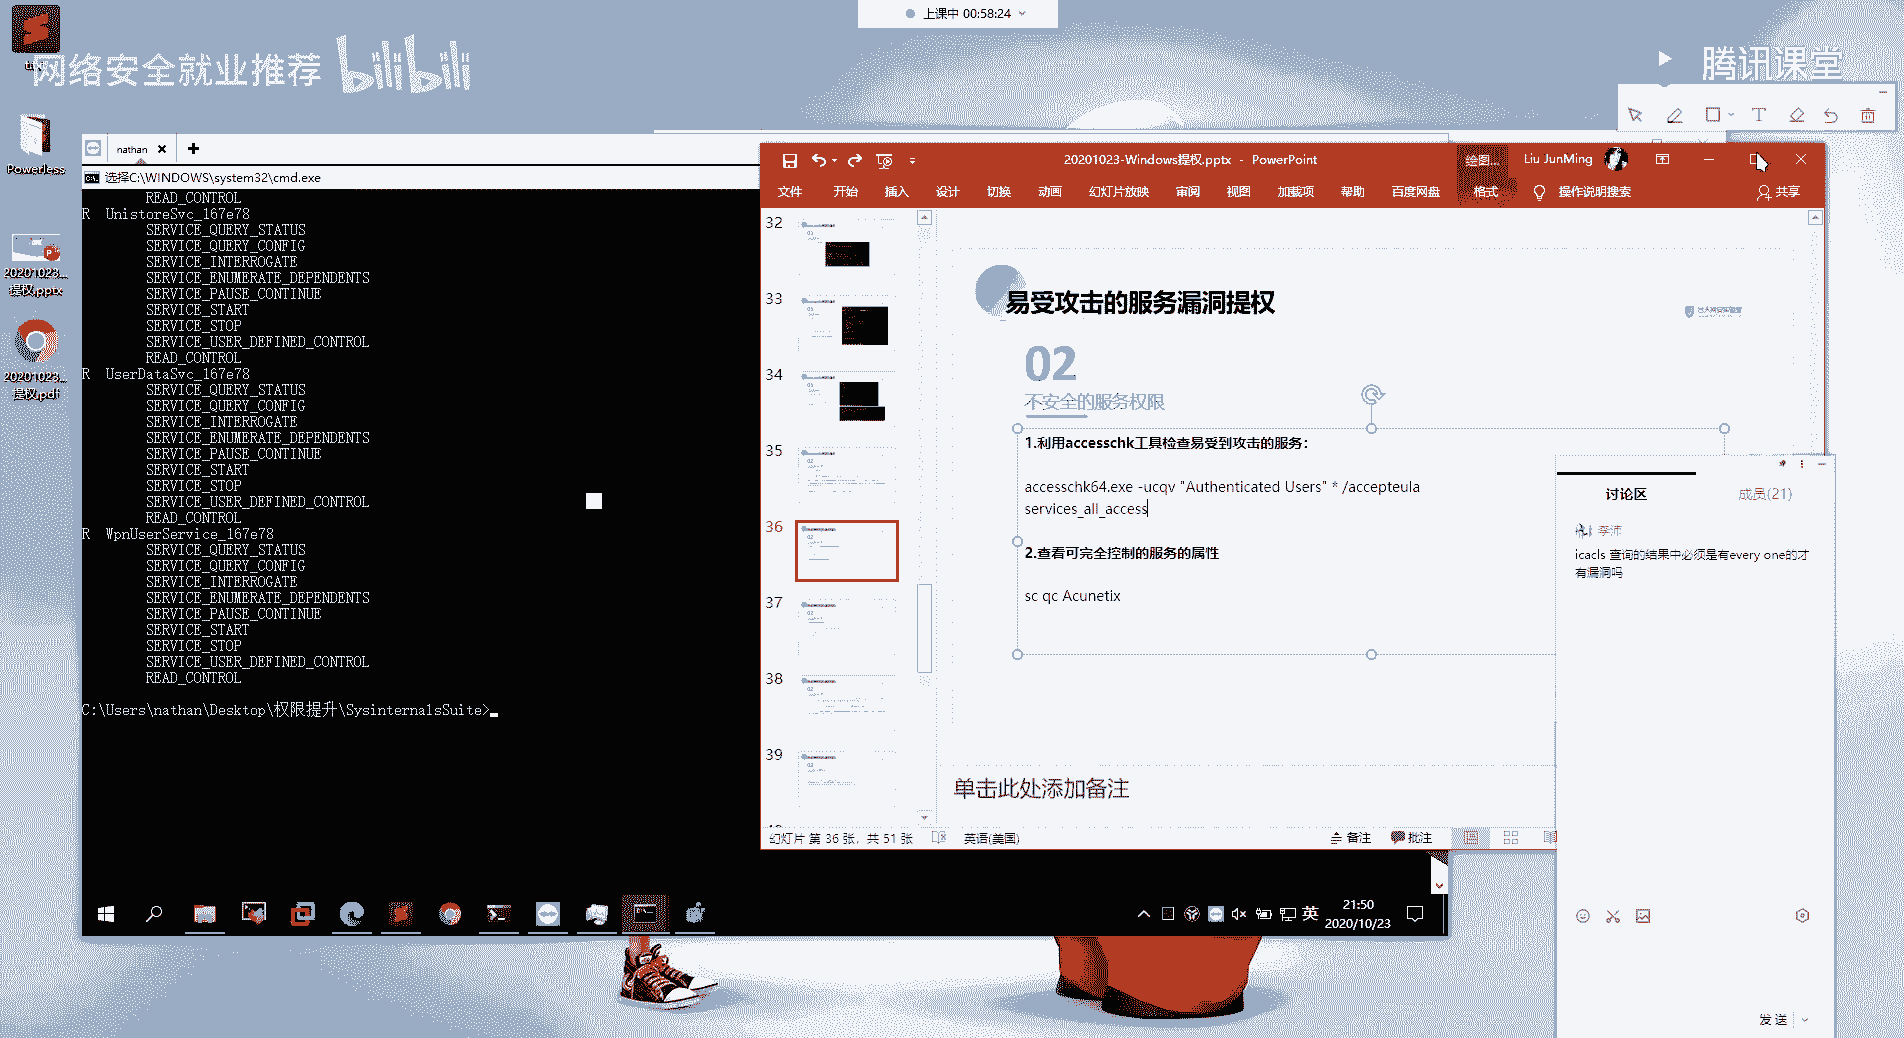 上课中 00:58:24
网络安全就业推荐 bilibili
腾讯课堂
Powerless
20201023...
提权.pptx
20201023...
提权.pdf
nathan
选择C:\WINDOWS\system32\cmd.exe
READ_CONTROL
R UnistoreSvc_167e78
SERVICE_QUERY_STATUS
SERVICE_QUERY_CONFIG
SERVICE_INTERROGATE
SERVICE_ENUMERATE_DEPENDENTS
SERVICE_PAUSE_CONTINUE
SERVICE_START
SERVICE_STOP
SERVICE_USER_DEFINED_CONTROL
READ_CONTROL
R UserDataSvc_167e78
SERVICE_QUERY_STATUS
SERVICE_QUERY_CONFIG
SERVICE_INTERROGATE
SERVICE_ENUMERATE_DEPENDENTS
SERVICE_PAUSE_CONTINUE
SERVICE_START
SERVICE_STOP
SERVICE_USER_DEFINED_CONTROL
READ_CONTROL
R WpnUserService_167e78
SERVICE_QUERY_STATUS
SERVICE_QUERY_CONFIG
SERVICE_INTERROGATE
SERVICE_ENUMERATE_DEPENDENTS
SERVICE_PAUSE_CONTINUE
SERVICE_START
SERVICE_STOP
SERVICE_USER_DEFINED_CONTROL
READ_CONTROL
C:\Users\nathan\Desktop\权限提升\SysinternalsSuite>
20201023-Windows提权.pptx - PowerPoint
绘图...
Liu JunMing
文件 开始 插入 设计 切换 动画 幻灯片放映 审阅 视图 加载项 帮助 百度网盘 格式 操作说明搜索 共享
32
33
34
35
36
37
38
39
易受攻击的服务漏洞提权
02
不安全的服务权限
1.利用accesschk工具检查易受到攻击的服务：
accesschk64.exe -ucqv "Authenticated Users" * /accepteula
services_all_access
2.查看可完全控制的服务的属性
sc qc Acunetix
单击此处添加备注
幻灯片 第 36 张，共 51 张 英语(美国) 备注 批注
讨论区 成员(21)
李沛
icacls 查询的结果中必须是有every one的才
有漏洞吗
发送
英
21:50
2020/10/23